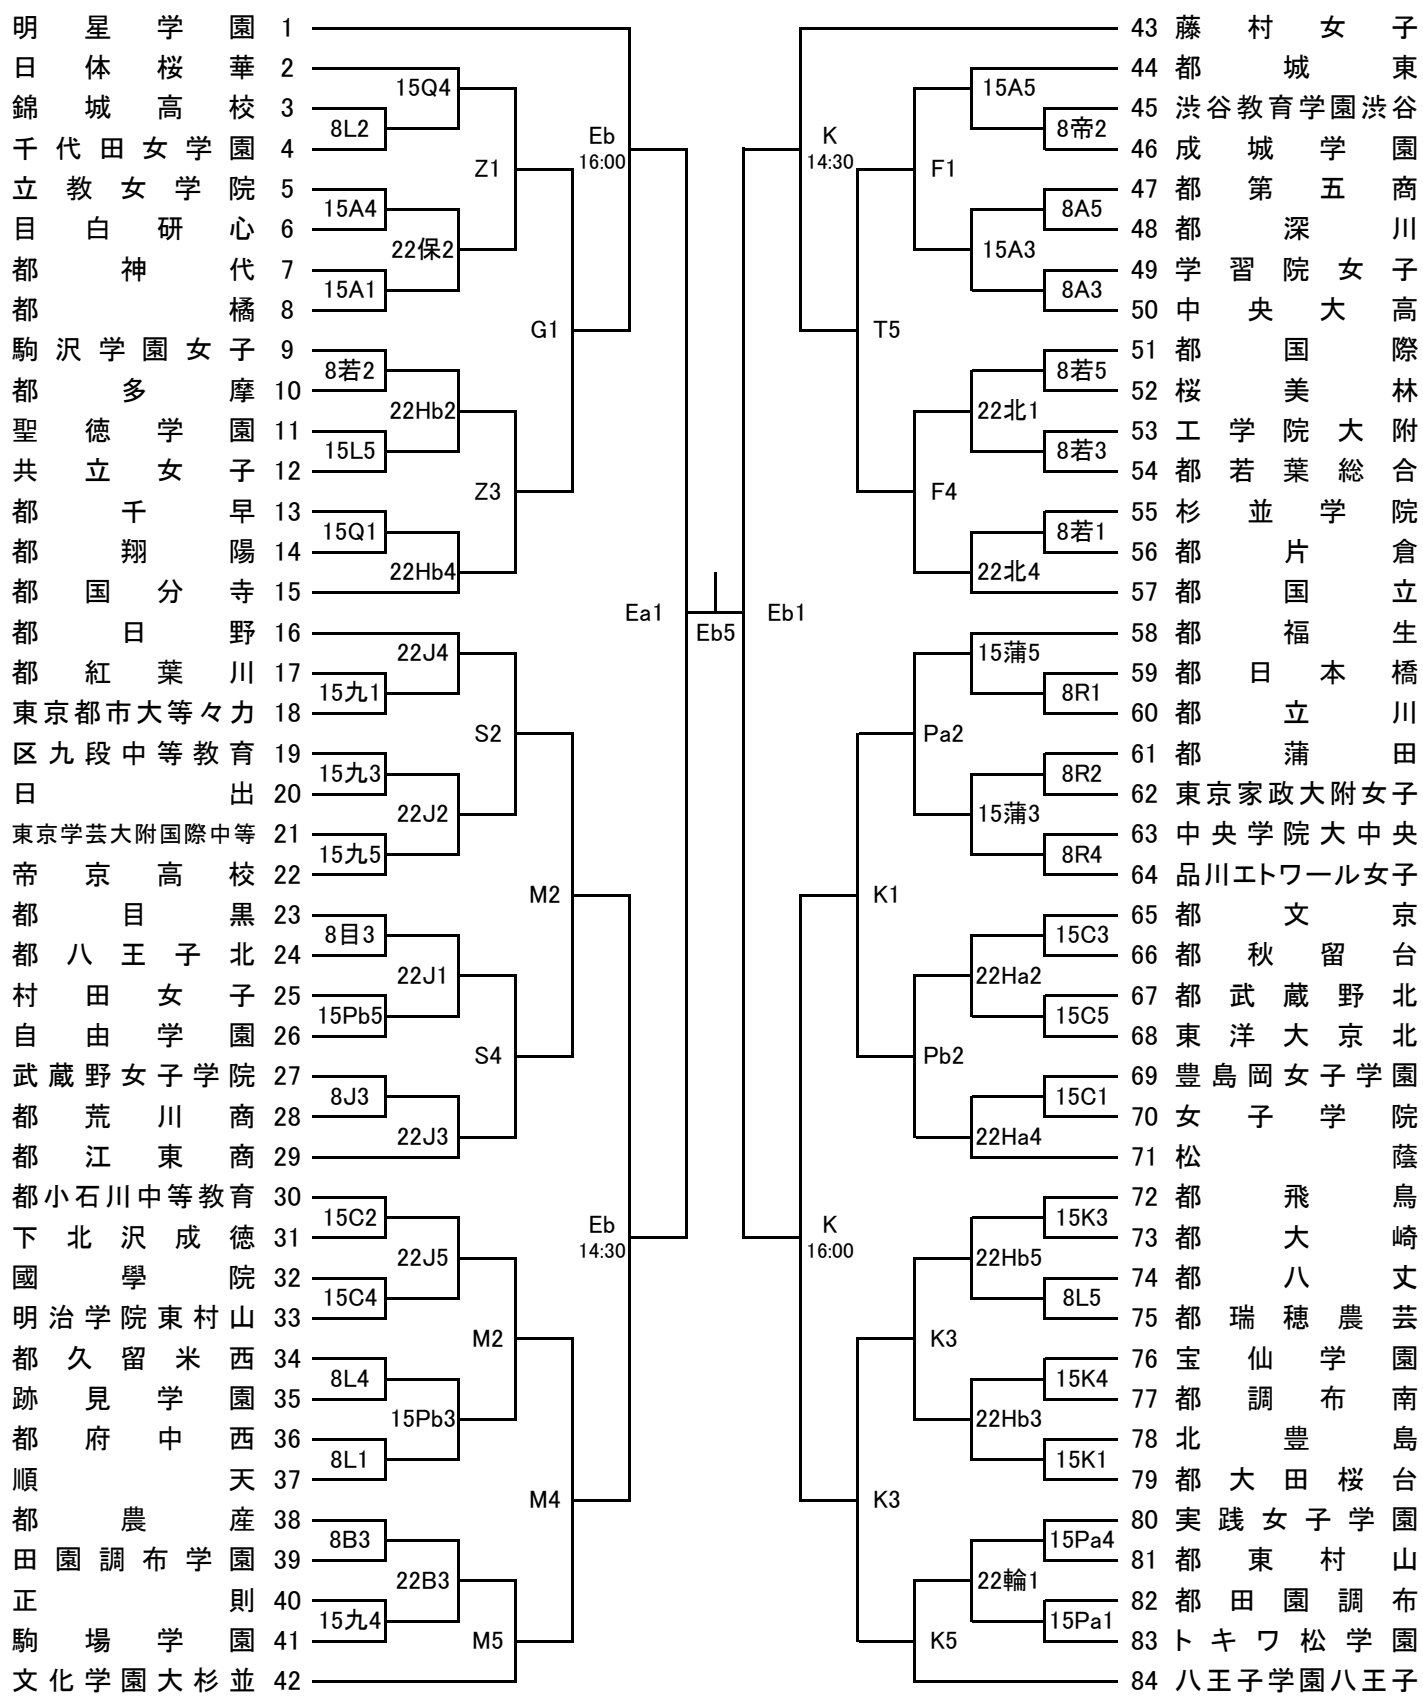 明星学園 1
日体桜華 2
15Q4
錦城高校 3
8L2
千代田女学園 4
Eb
16:00
Z1
立教女学院 5
15A4
目白研心 6
22保2
都神代 7
15A1
都橘 8
G1
駒沢学園女子 9
8若2
都多摩 10
22Hb2
聖徳学園 11
15L5
共立女子 12
Z3
都千早 13
15Q1
都翔陽 14
22Hb4
都国分寺 15
Ea1
都日野 16
22J4
都紅葉川 17
15九1
東京都市大等々力 18
S2
区九段中等教育 19
15九3
日出 20
22J2
東京学芸大附国際中等 21
15九5
帝京高校 22
M2
都目黒 23
8目3
都八王子北 24
22J1
村田女子 25
15Pb5
自由学園 26
S4
武蔵野女子学院 27
8J3
都荒川商 28
22J3
都江東商 29
都小石川中等教育 30
15C2
下北沢成徳 31
Eb
14:30
22J5
國學院 32
15C4
明治学院東村山 33
M2
都久留米西 34
8L4
跡見学園 35
15Pb3
都府中西 36
8L1
順天 37
M4
都農産 38
8B3
田園調布学園 39
22B3
正則 40
15九4
駒場学園 41
M5
文化学園大杉並 42
Eb5
43 藤村女子
44 都城東
15A5
45 渋谷教育学園渋谷
8帝2
46 成城学園
K
14:30
F1
47 都第五商
8A5
48 都深川
15A3
49 学習院女子
8A3
50 中央大高
T5
51 都国際
8若5
52 桜美林
22北1
53 工学院大附
8若3
54 都若葉総合
F4
55 杉並学院
8若1
56 都片倉
22北4
57 都国立
Eb1
58 都福生
15蒲5
59 都日本橋
8R1
60 都立川
Pa2
61 都蒲田
8R2
62 東京家政大附女子
15蒲3
63 中央学院大中央
8R4
64 品川エトワール女子
K1
65 都文京
15C3
66 都秋留台
22Ha2
67 都武蔵野北
15C5
68 東洋大京北
Pb2
69 豊島岡女子学園
15C1
70 女子学院
22Ha4
71 松蔭
72 都飛鳥
15K3
73 都大崎
K
16:00
22Hb5
74 都八丈
8L5
75 都瑞穂農芸
K3
76 宝仙学園
15K4
77 都調布南
22Hb3
78 北豊島
15K1
79 都大田桜台
K3
80 実践女子学園
15Pa4
81 都東村山
22輪1
82 都田園調布
15Pa1
83 トキワ松学園
K5
84 八王子学園八王子